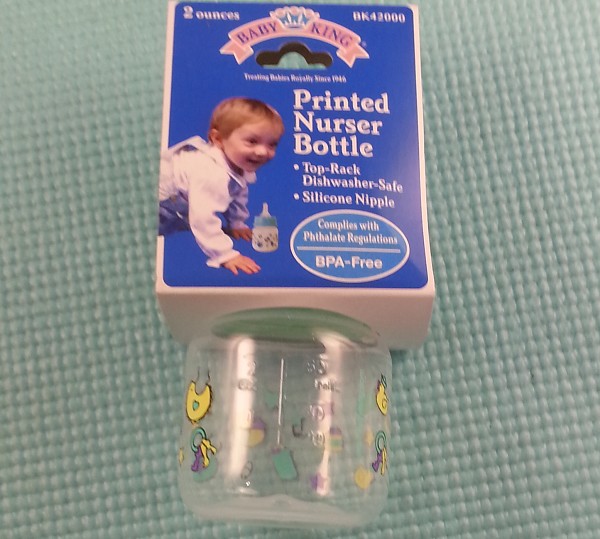 2 ounces
BK42000
BABY KING
Treating Babies Royally Since 1946
Printed
Nurser
Bottle
• Top-Rack
Dishwasher-Safe
• Silicone Nipple
Complies with
Phthalate Regulations
BPA-Free